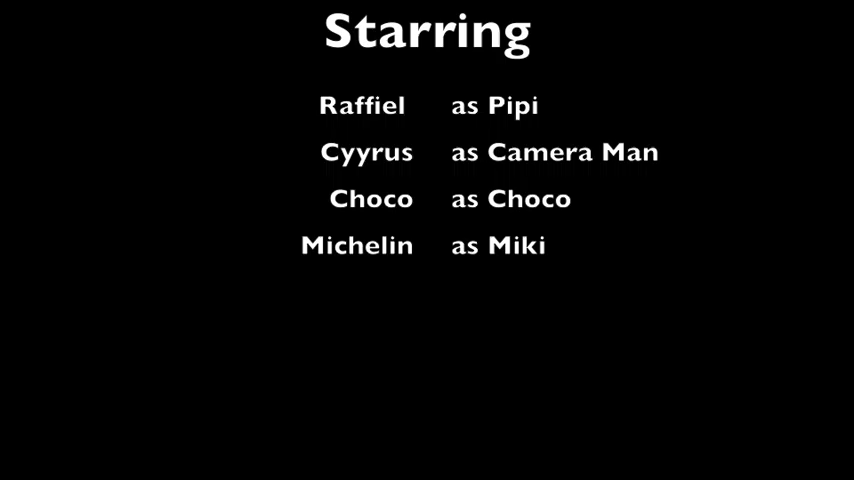 Starring
Raffiel as Pipi
Cyyrus as Camera Man
Choco as Choco
Michelin as Miki